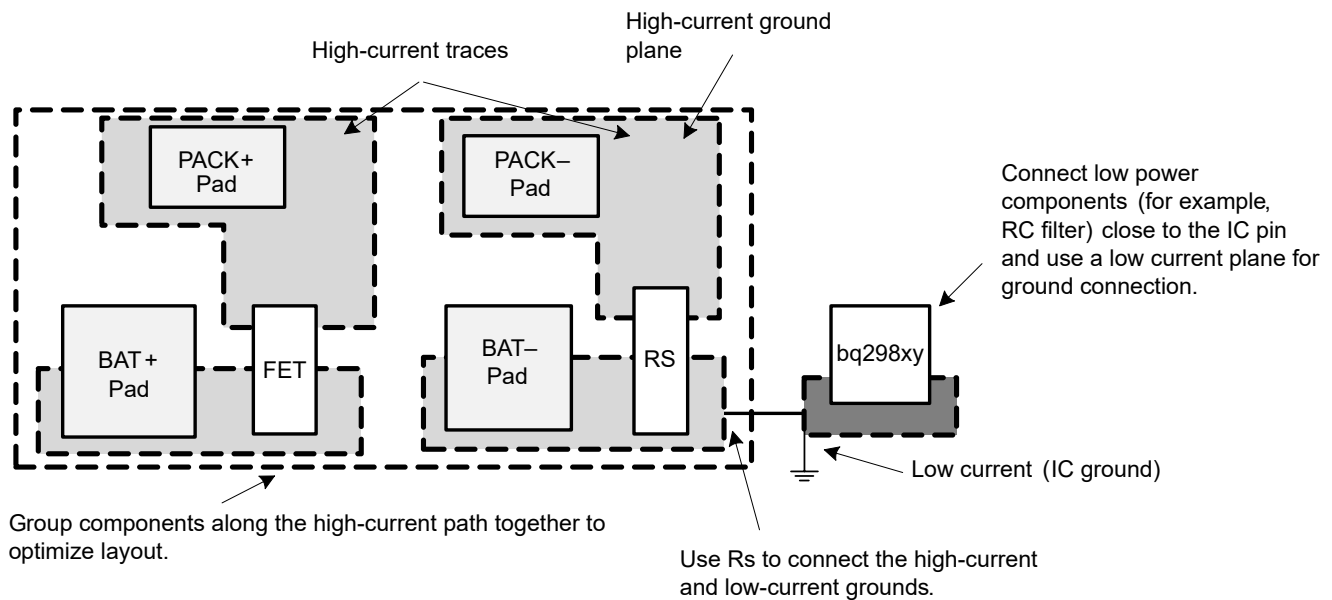 High-current ground
plane
High-current traces
PACK+
Pad
PACK–
Pad
Connect low power
components (for example,
RC filter) close to the IC pin
and use a low current plane for
ground connection.
BAT+
Pad
FET
BAT–
Pad
RS
bq298xy
Low current (IC ground)
Group components along the high-current path together to
optimize layout.
Use Rs to connect the high-current
and low-current grounds.